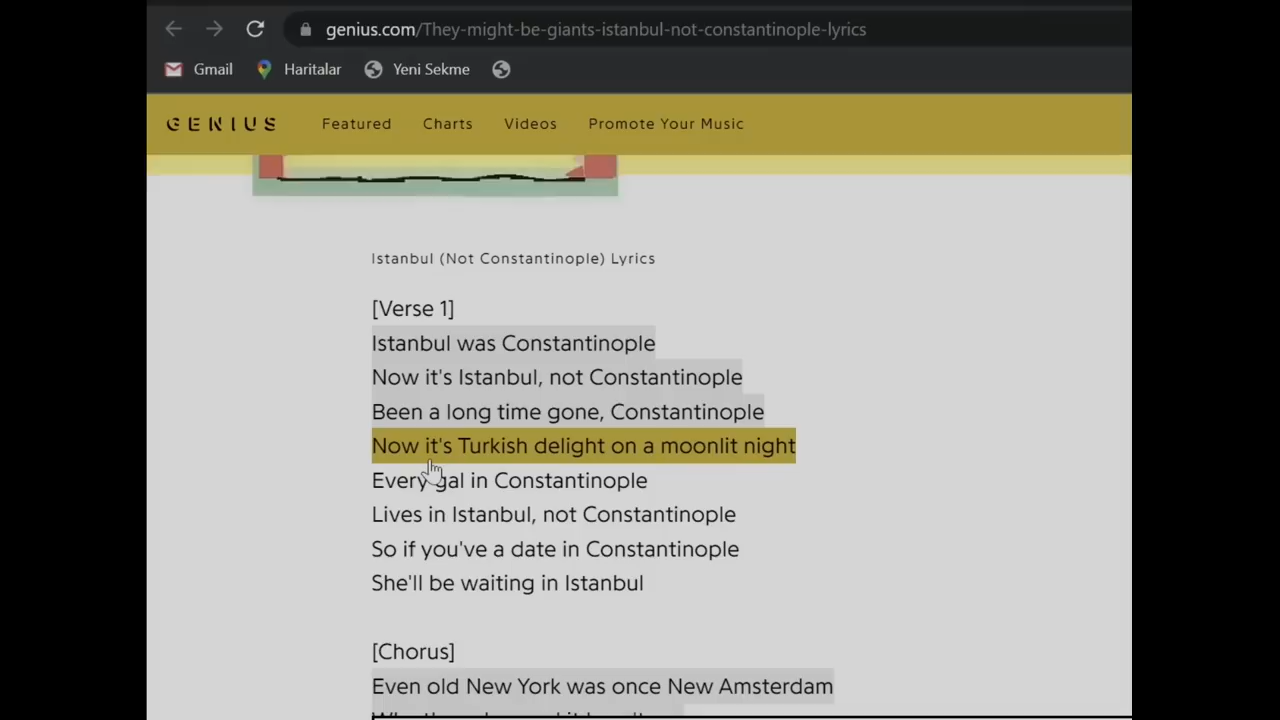 genius.com/They-might-be-giants-istanbul-not-constantinople-lyrics
Gmail Haritalar Yeni Sekme
GENIUS Featured Charts Videos Promote Your Music
Istanbul (Not Constantinople) Lyrics
[Verse 1]
Istanbul was Constantinople
Now it's Istanbul, not Constantinople
Been a long time gone, Constantinople
Now it's Turkish delight on a moonlit night
Every gal in Constantinople
Lives in Istanbul, not Constantinople
So if you've a date in Constantinople
She'll be waiting in Istanbul
[Chorus]
Even old New York was once New Amsterdam